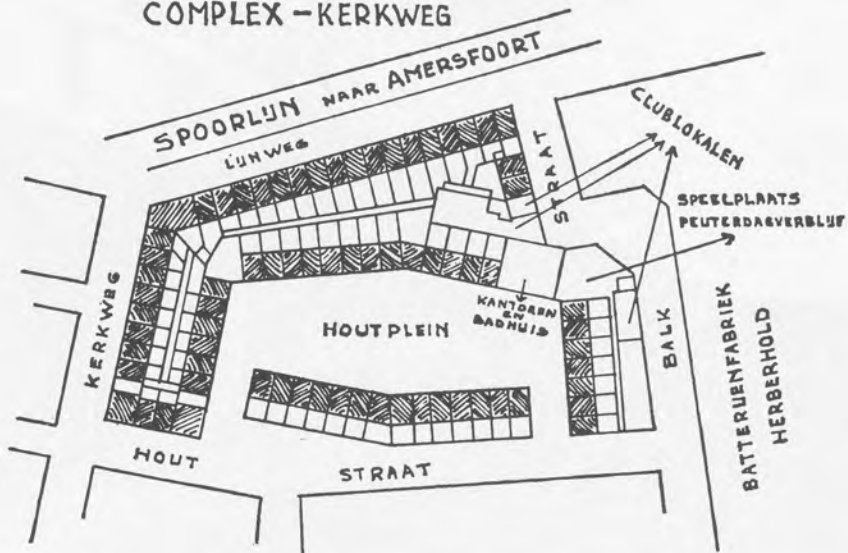 COMPLEX – KERKWEG
SPOORLIJN NAAR AMERSFOORT
LIJNWEG
STRAAT
CLUBLOKALEN
SPEELPLAATS
PEUTERDAGVERBLIJF
KERKWEG
KANTOREN
EN
BADHUIS
HOUTPLEIN
BALK
BATTERIJENFABRIEK
HERBERHOLD
HOUT
STRAAT